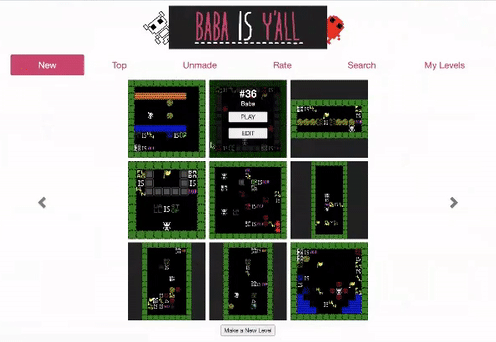 BABA IS Y'ALL
New Top Unmade Rate Search My Levels
#36
Baba
PLAY
EDIT
Make a New Level